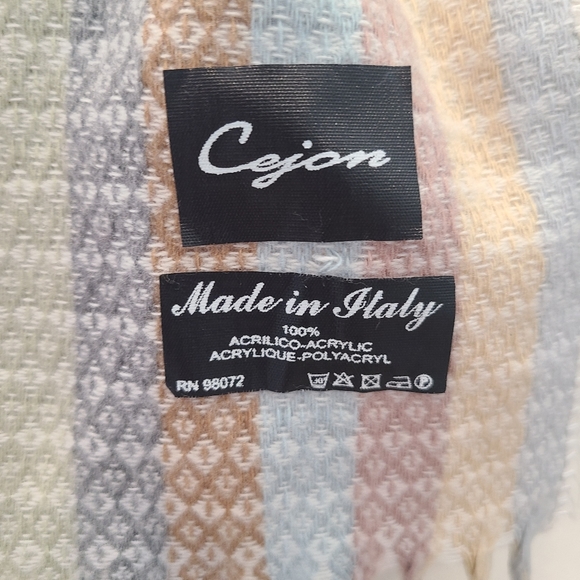 Cejon
Made in Italy
100%
ACRILICO-ACRYLIC
ACRYLIQUE-POLYACRYL
RN 98072